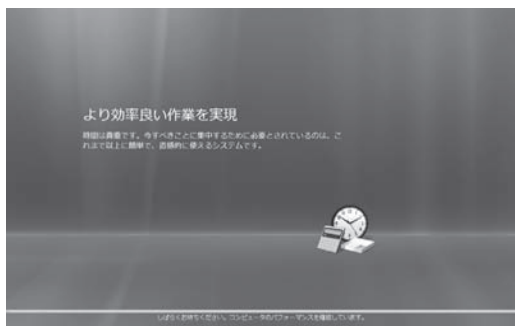 より効率良い作業を実現
時間は貴重です。今すべきことに集中するために必要とされているのは、こ
れまで以上に簡単で、直感的に使えるシステムです。
しばらくお待ちください。コンピュータのパフォーマンスを確認しています。